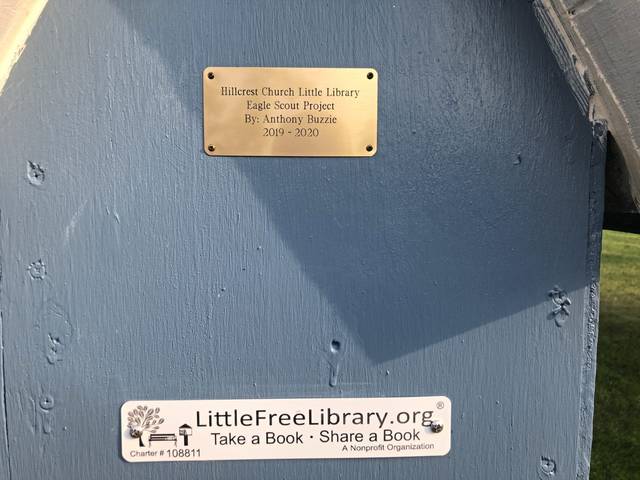 Hillcrest Church Little Library
Eagle Scout Project
By: Anthony Buzzie
2019 - 2020
LittleFreeLibrary.org®
Take a Book · Share a Book
A Nonprofit Organization
Charter # 108811